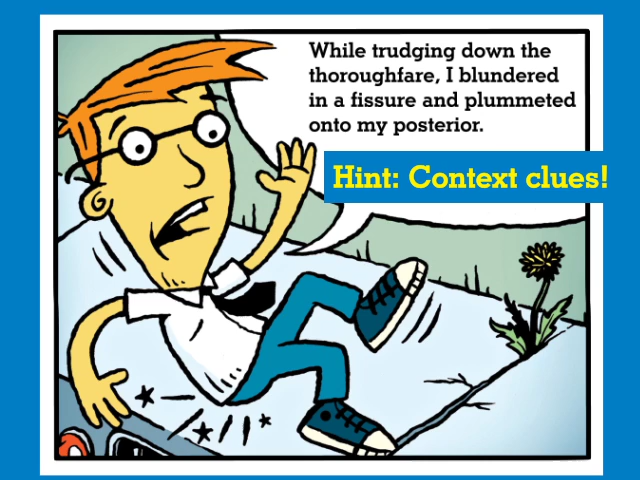 While trudging down the
thoroughfare, I blundered
in a fissure and plummeted
onto my posterior.
Hint: Context clues!